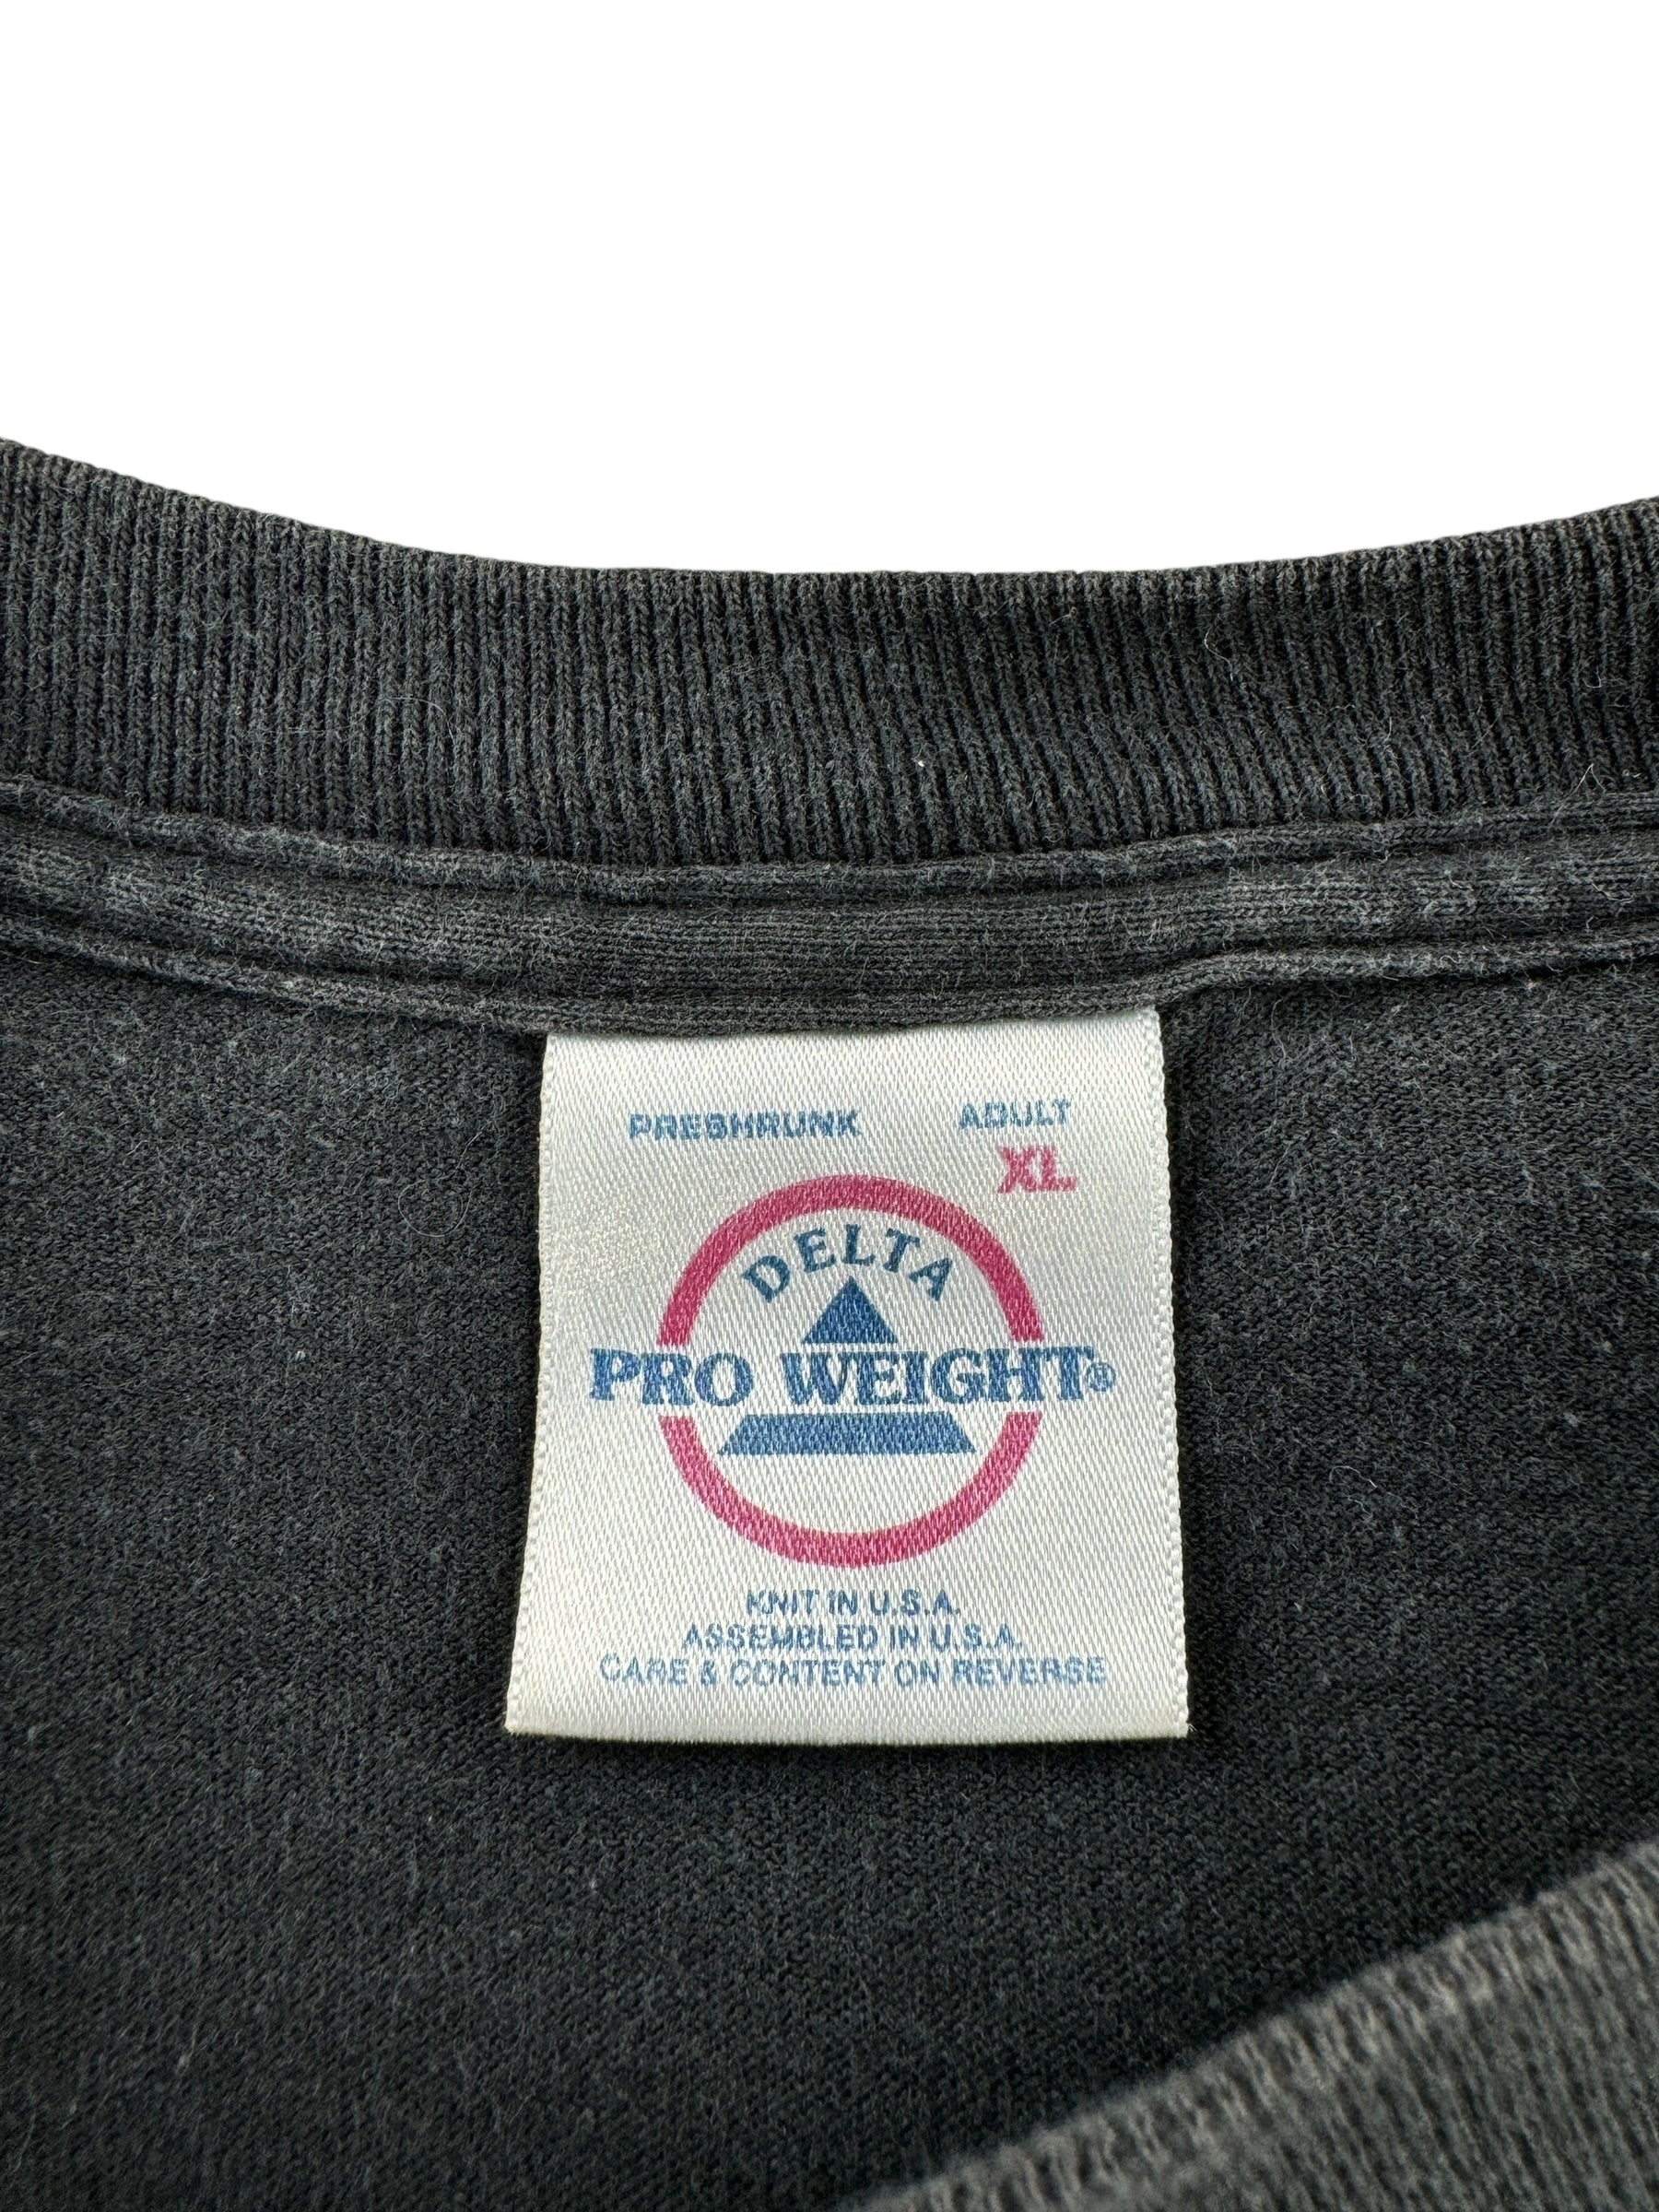 PRESHRUNK ADULT
XL
DELTA
PRO WEIGHT®
KNIT IN U.S.A.
ASSEMBLED IN U.S.A.
CARE & CONTENT ON REVERSE